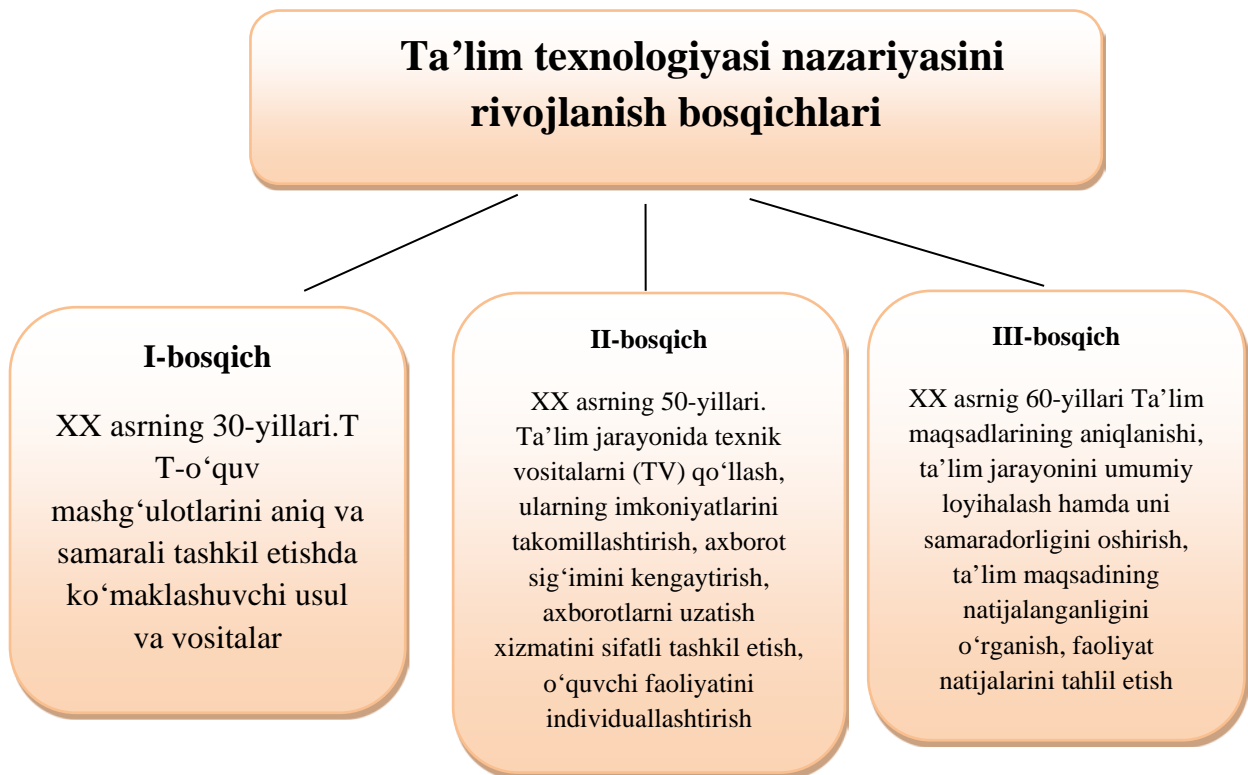 Ta’lim texnologiyasi nazariyasini
rivojlanish bosqichlari
I-bosqich
XX asrning 30-yillari.T
T-o‘quv
mashg‘ulotlarini aniq va
samarali tashkil etishda
ko‘maklashuvchi usul
va vositalar
II-bosqich
XX asrning 50-yillari.
Ta’lim jarayonida texnik
vositalarni (TV) qo‘llash,
ularning imkoniyatlarini
takomillashtirish, axborot
sig‘imini kengaytirish,
axborotlarni uzatish
xizmatini sifatli tashkil etish,
o‘quvchi faoliyatini
individuallashtirish
III-bosqich
XX asrnig 60-yillari Ta’lim
maqsadlarining aniqlanishi,
ta’lim jarayonini umumiy
loyihalash hamda uni
samaradorligini oshirish,
ta’lim maqsadining
natijalanganligini
o‘rganish, faoliyat
natijalarini tahlil etish